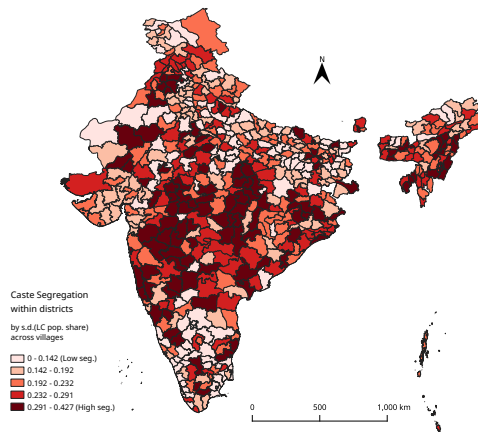 N
Caste Segregation
within districts
by s.d.(LC pop. share)
across villages
0 - 0.142 (Low seg.)
0.142 - 0.192
0.192 - 0.232
0.232 - 0.291
0.291 - 0.427 (High seg.)
0 500 1,000 km